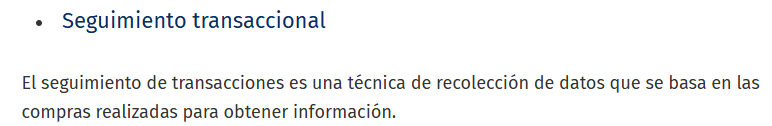 • Seguimiento transaccional
El seguimiento de transacciones es una técnica de recolección de datos que se basa en las
compras realizadas para obtener información.